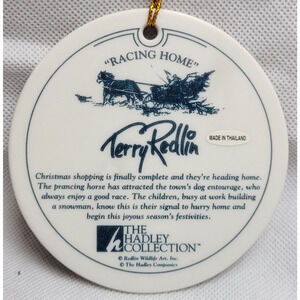 "RACING HOME"
Terry Redlin
MADE IN THAILAND
Christmas shopping is finally complete and they're heading home.
The prancing horse has attracted the town's dog entourage, who
always enjoy a good race. The children, busy at work building
a snowman, know this is their signal to hurry home and
begin this joyous season's festivities.
THE
HADLEY
COLLECTION™
© Redlin Wildlife Art, Inc.
© The Hadley Companies